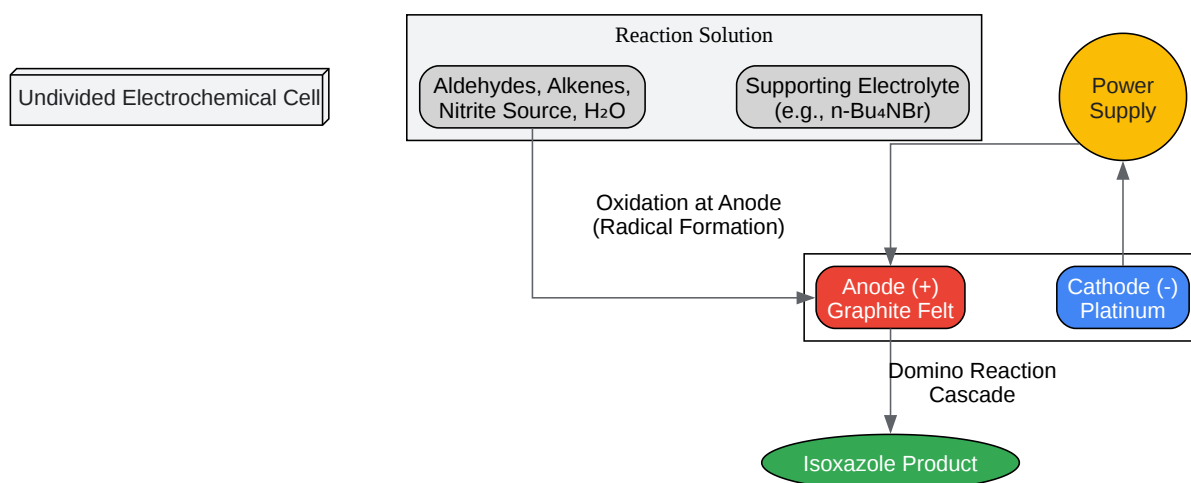 Reaction Solution
Undivided Electrochemical Cell
Aldehydes, Alkenes,
Nitrite Source, H₂O
Supporting Electrolyte
(e.g., n-Bu₄NBr)
Power
Supply
Oxidation at Anode
(Radical Formation)
Anode (+)
Graphite Felt
Cathode (-)
Platinum
Domino Reaction
Cascade
Isoxazole Product